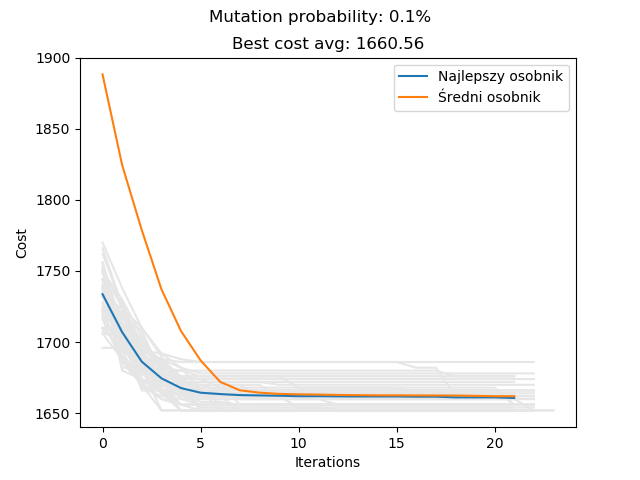 Mutation probability: 0.1%
Best cost avg: 1660.56
Najlepszy osobnik
Średni osobnik
Cost
1900
1850
1800
1750
1700
1650
0 5 10 15 20
Iterations